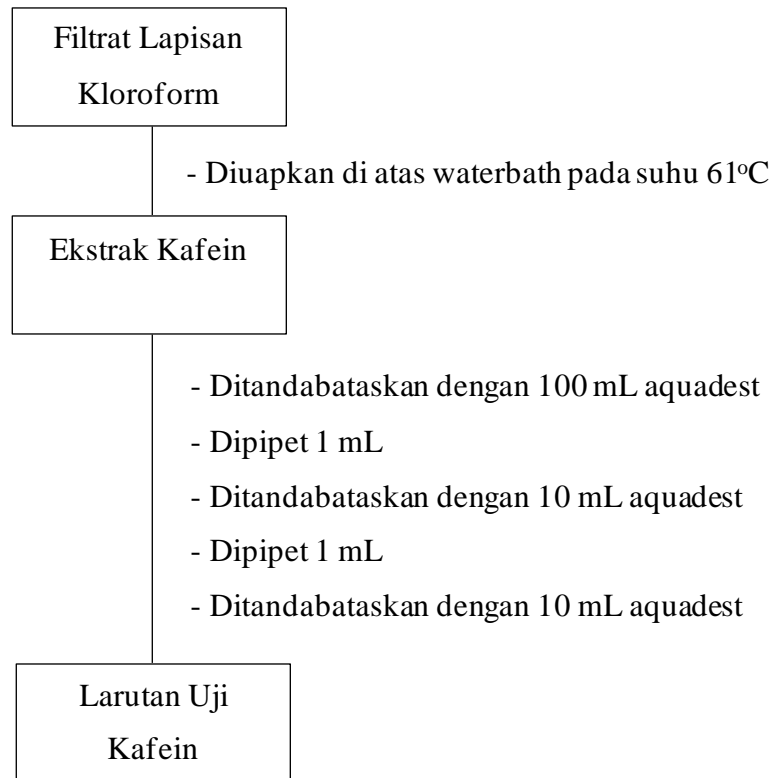 Filtrat Lapisan
Kloroform
- Diuapkan di atas waterbath pada suhu 61°C
Ekstrak Kafein
- Ditandabataskan dengan 100 mL aquadest
- Dipipet 1 mL
- Ditandabataskan dengan 10 mL aquadest
- Dipipet 1 mL
- Ditandabataskan dengan 10 mL aquadest
Larutan Uji
Kafein